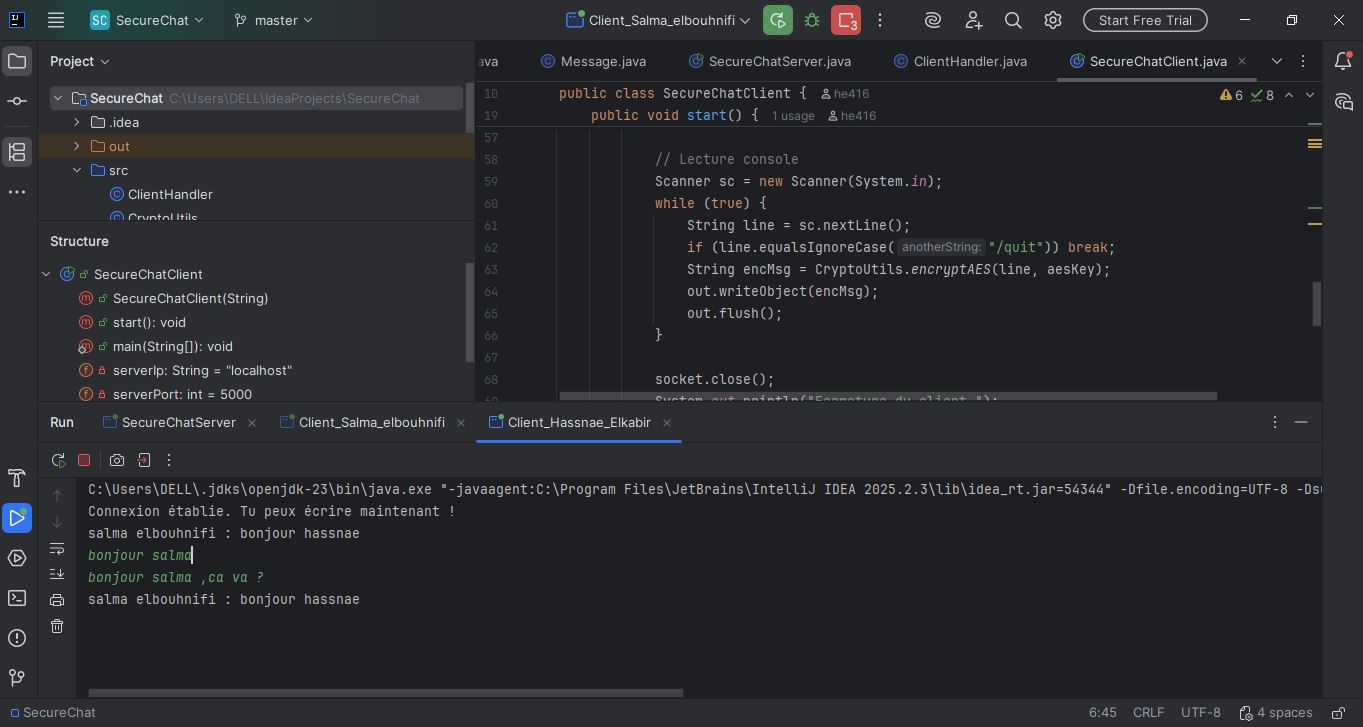 SC SecureChat master Client_Salma_elbouhnifi 3 Start Free Trial
Project
SecureChat C:\Users\DELL\IdeaProjects\SecureChat
.idea
out
src
ClientHandler
CryptoUtils
Structure
SecureChatClient
SecureChatClient(String)
start(): void
main(String[]): void
serverIp: String = "localhost"
serverPort: int = 5000
ava Message.java SecureChatServer.java ClientHandler.java SecureChatClient.java
10 public class SecureChatClient { he416 6 8
19 public void start() { 1 usage he416
57
58 // Lecture console
59 Scanner sc = new Scanner(System.in);
60 while (true) {
61 String line = sc.nextLine();
62 if (line.equalsIgnoreCase( anotherString: "/quit")) break;
63 String encMsg = CryptoUtils.encryptAES(line, aesKey);
64 out.writeObject(encMsg);
65 out.flush();
66 }
67
68 socket.close();
69 System.out.println("Fermeture du client.");
Run SecureChatServer Client_Salma_elbouhnifi Client_Hassnae_Elkabir
C:\Users\DELL\.jdks\openjdk-23\bin\java.exe "-javaagent:C:\Program Files\JetBrains\IntelliJ IDEA 2025.2.3\lib\idea_rt.jar=54344" -Dfile.encoding=UTF-8 -Dsu
Connexion établie. Tu peux écrire maintenant !
salma elbouhnifi : bonjour hassnae
bonjour salma
bonjour salma ,ca va ?
salma elbouhnifi : bonjour hassnae
SecureChat 6:45 CRLF UTF-8 4 spaces